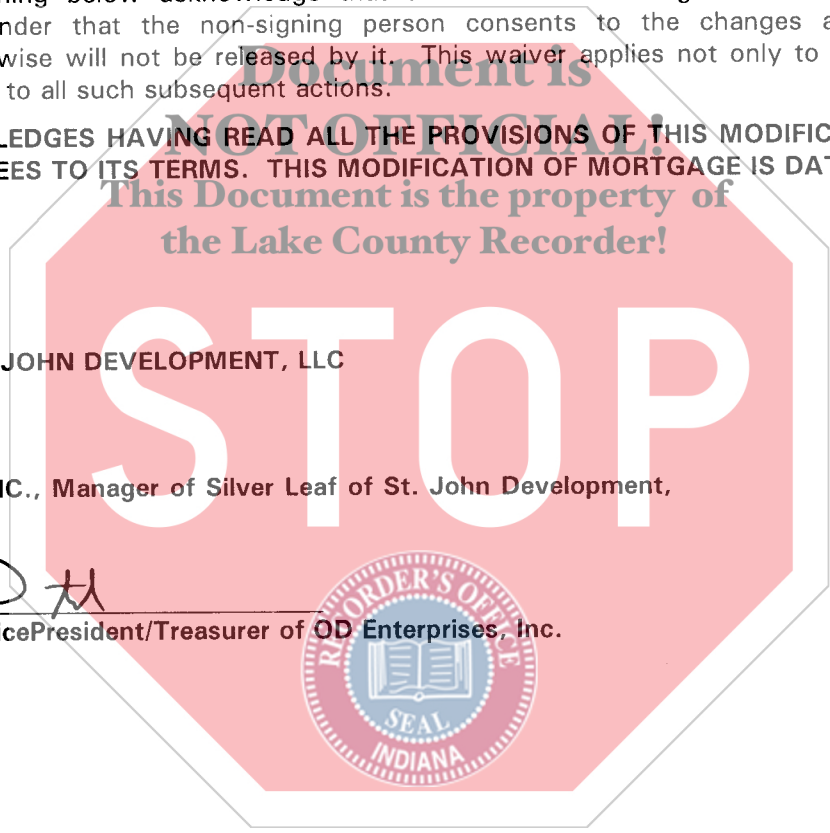 nder that the non-signing person consents to the changes a
wise will not be released by it. This waiver applies not only to
to all such subsequent actions.
LEDGES HAVING READ ALL THE PROVISIONS OF THIS MODIFIC
EES TO ITS TERMS. THIS MODIFICATION OF MORTGAGE IS DAT
Document is
NOT OFFICIAL!
This Document is the property of
the Lake County Recorder!
STOP
JOHN DEVELOPMENT, LLC
NC., Manager of Silver Leaf of St. John Development,
icePresident/Treasurer of OD Enterprises, Inc.
RECORDER'S OFFICE
SEAL
INDIANA